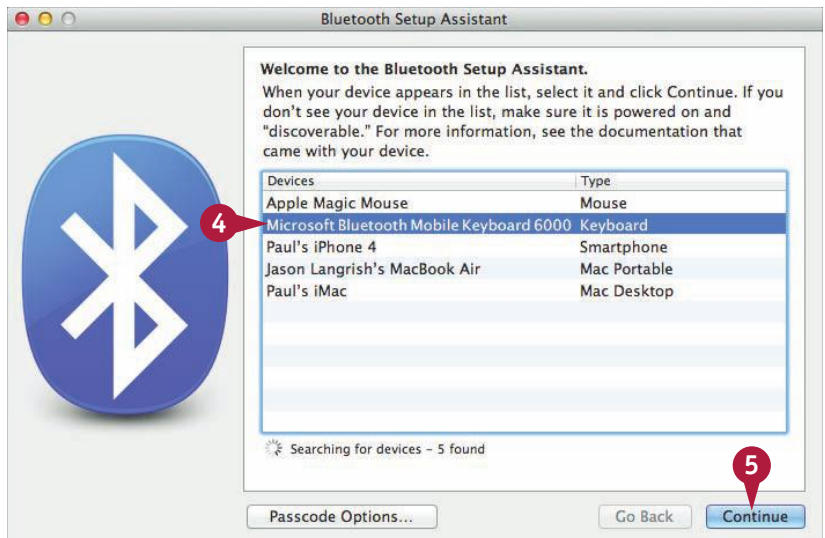 Bluetooth Setup Assistant
Welcome to the Bluetooth Setup Assistant.
When your device appears in the list, select it and click Continue. If you
don't see your device in the list, make sure it is powered on and
"discoverable." For more information, see the documentation that
came with your device.
Devices Type
Apple Magic Mouse Mouse
4
Microsoft Bluetooth Mobile Keyboard 6000 Keyboard
Paul's iPhone 4 Smartphone
Jason Langrish's MacBook Air Mac Portable
Paul's iMac Mac Desktop
Searching for devices – 5 found
5
Passcode Options... Go Back Continue